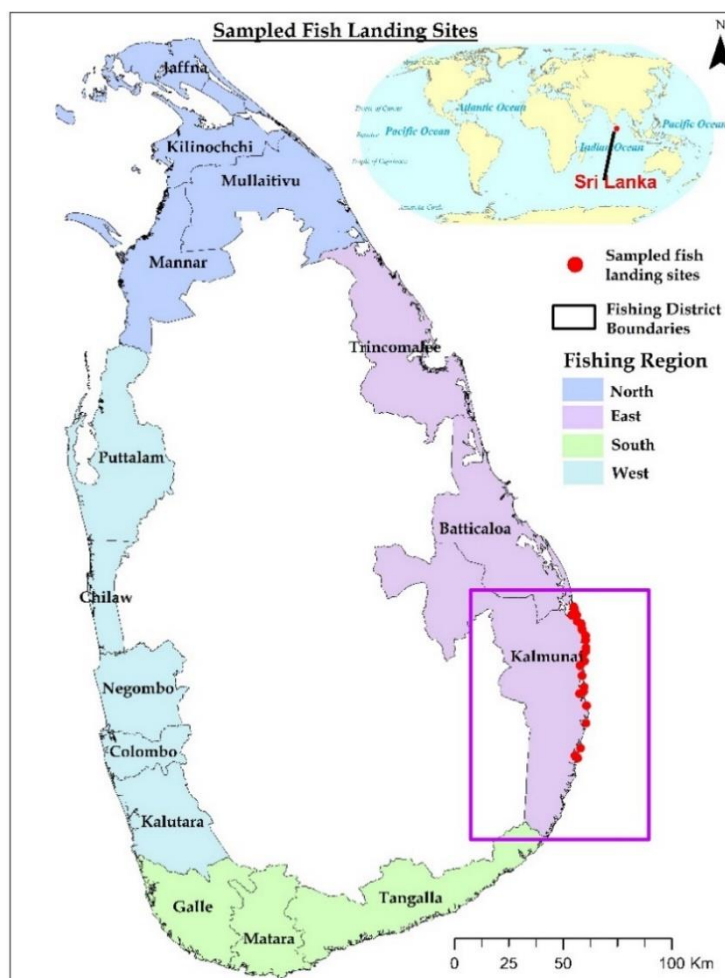 Sampled Fish Landing Sites
N
Jaffna
Kilinochchi
Mullaitivu
Mannar
Atlantic Ocean
Pacific Ocean
Pacific Ocean
Indian Ocean
Sri Lanka
Sampled fish
landing sites
Fishing District
Boundaries
Fishing Region
North
East
South
West
Trincomalee
Puttalam
Batticaloa
Chilaw
Kalmunai
Negombo
Colombo
Kalutara
Galle
Matara
Tangalla
0 25 50 100 Km